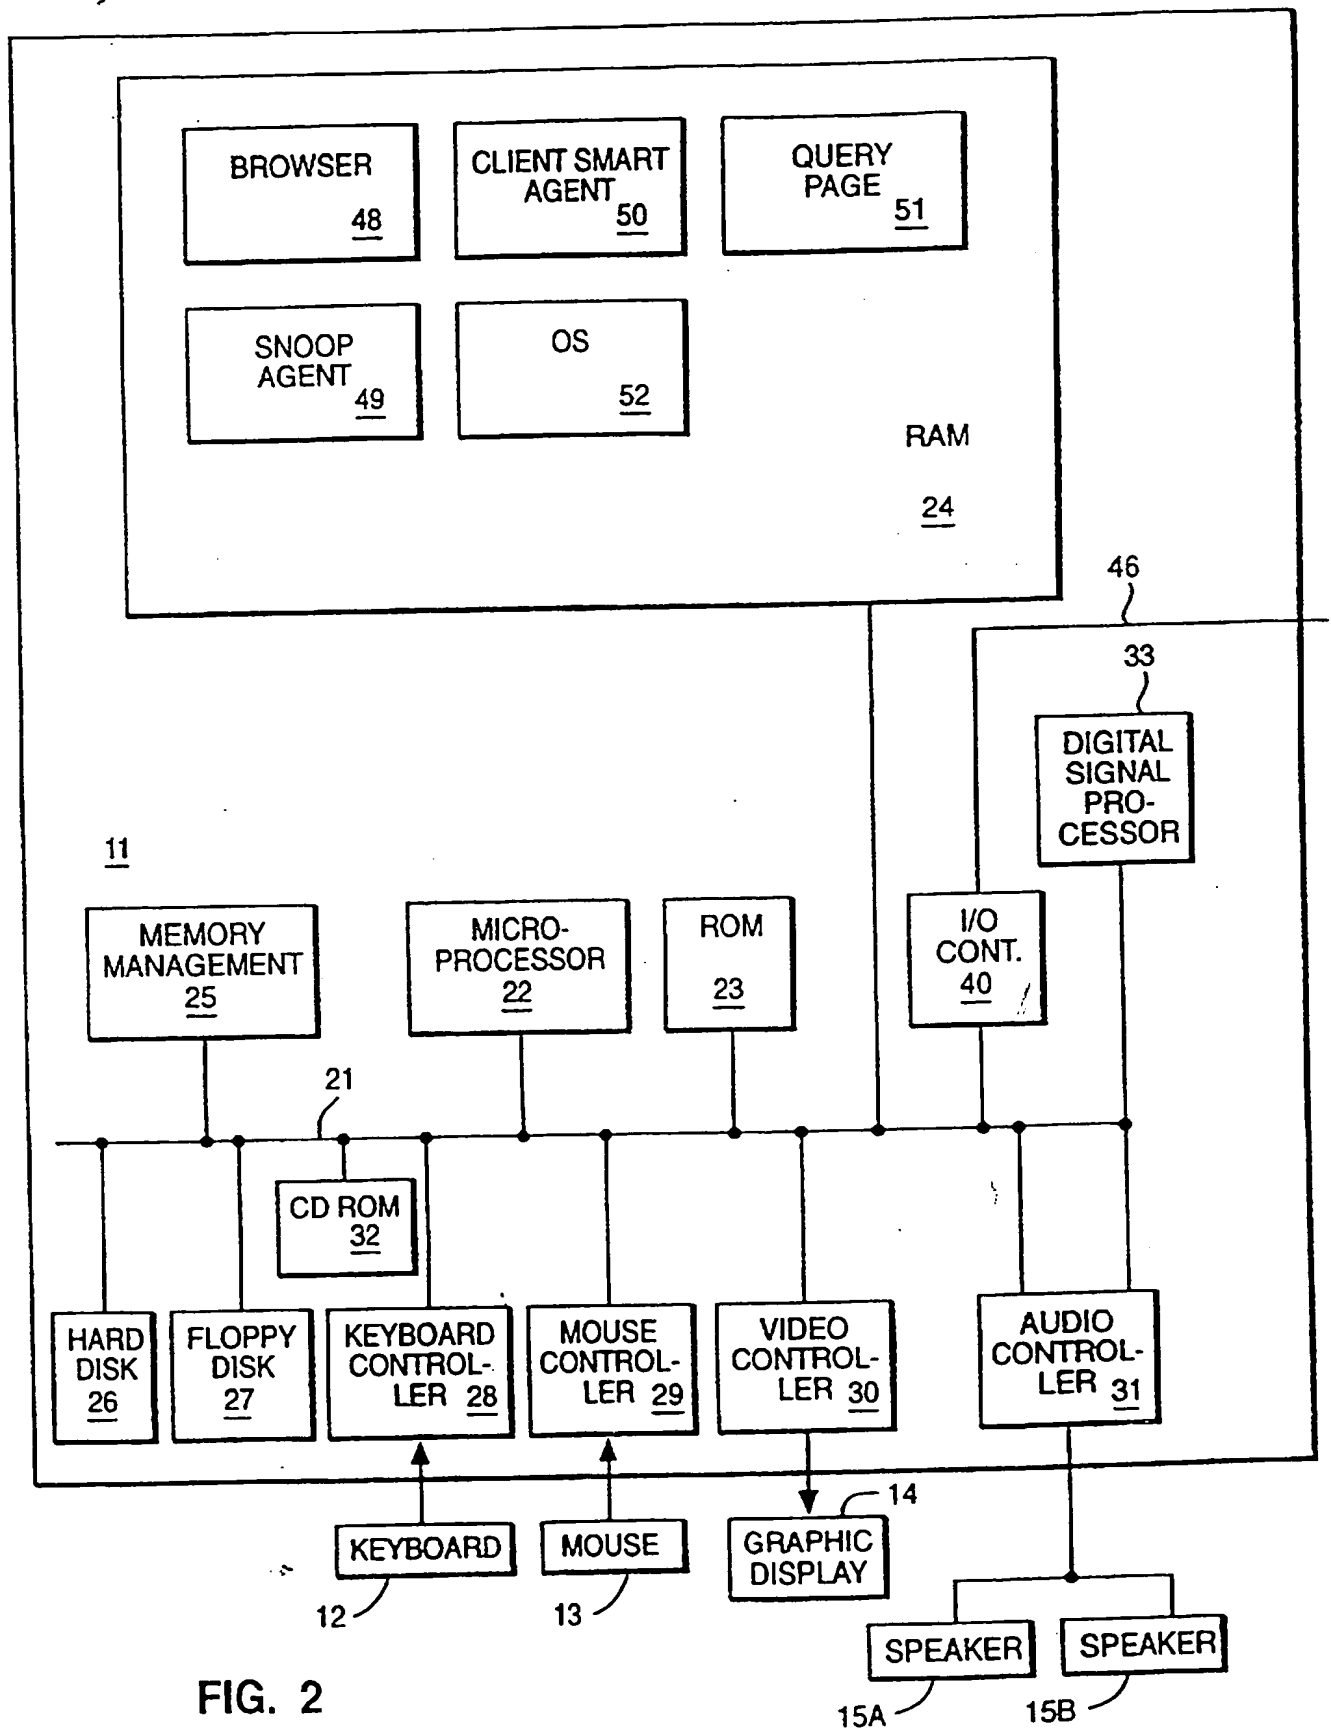 BROWSER
48
CLIENT SMART
AGENT
50
QUERY
PAGE
51
SNOOP
AGENT
49
OS
52
RAM
24
46
33
DIGITAL
SIGNAL
PRO-
CESSOR
11
MEMORY
MANAGEMENT
25
MICRO-
PROCESSOR
22
ROM
23
I/O
CONT.
40
21
CD ROM
32
HARD
DISK
26
FLOPPY
DISK
27
KEYBOARD
CONTROL-
LER 28
MOUSE
CONTROL-
LER 29
VIDEO
CONTROL-
LER 30
AUDIO
CONTROL-
LER 31
KEYBOARD
12
MOUSE
13
14
GRAPHIC
DISPLAY
SPEAKER
15A
SPEAKER
15B
FIG. 2